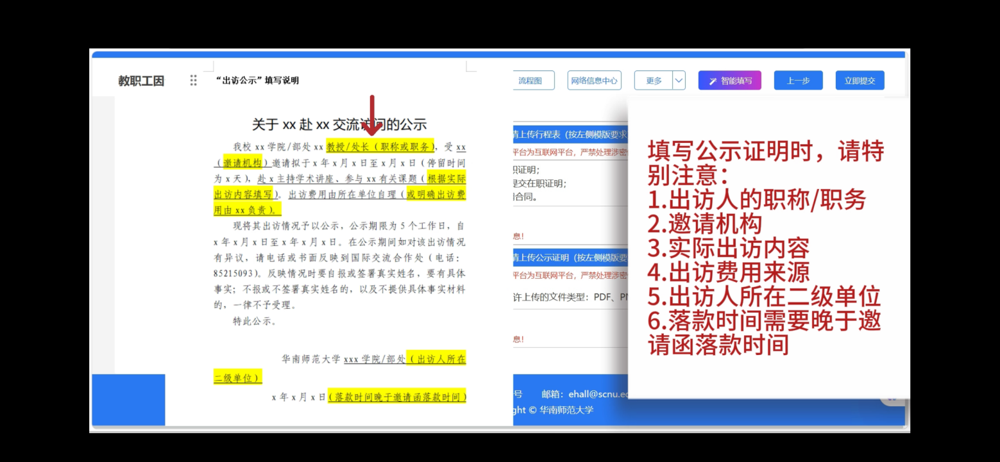 教职工因
“出访公示”填写说明
流程图
网络信息中心
更多
智能填写
上一步
立即提交
关于 xx 赴 xx 交流访问的公示
我校 xx 学院/部处 xx 教授/处长（职称或职务），受 xx
（邀请机构）邀请拟于 x 年 x 月 x 日至 x 月 x 日（停留时间
为 x 天），赴 x 主持学术讲座、参与 xx 有关课题（根据实际
出访内容填写）。出访费用由所在单位自理（或明确出访费
用由 xx 负责）。
现将其出访情况予以公示，公示期限为 5 个工作日，自
x 年 x 月 x 日至 x 年 x 月 x 日。在公示期间如对该出访情况
有异议，请电话或书面反映到国际交流合作处（电话：
85215093）。反映情况时要自报或签署真实姓名，要有具体
事实；不报或不签署真实姓名的，以及不提供具体事实材料
的，一律不予受理。
特此公示。
华南师范大学 xxx 学院/部处（出访人所在
二级单位）
x 年 x 月 x 日（落款时间晚于邀请函落款时间）
请上传行程表（按左侧模版要求
平台为互联网平台，严禁处理涉密
职证明；
提交在职证明；
合同。
息！
请上传公示证明（按左侧模版要
平台为互联网平台，严禁处理涉密
许上传的文件类型：PDF、PN
息！
号 邮箱：ehall@scnu.ed
ght © 华南师范大学
填写公示证明时，请特
别注意：
1.出访人的职称/职务
2.邀请机构
3.实际出访内容
4.出访费用来源
5.出访人所在二级单位
6.落款时间需要晚于邀
请函落款时间